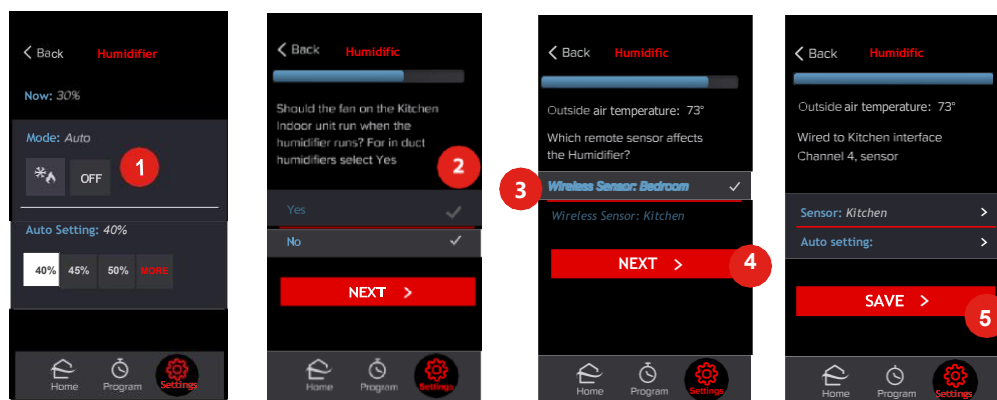 Back Humidifier
Now: 30%
Mode: Auto
OFF
1
Auto Setting: 40%
40% 45% 50% MORE
Home Program Settings
Back Humidific
Should the fan on the Kitchen
Indoor unit run when the
humidifier runs? For in duct
humidifiers select Yes
2
Yes
No
NEXT >
Home Program Settings
Back Humidific
Outside air temperature: 73°
Which remote sensor affects
the Humidifier?
3
Wireless Sensor: Bedroom
Wireless Sensor: Kitchen
NEXT >
4
Home Program Settings
Back Humidific
Outside air temperature: 73°
Wired to Kitchen interface
Channel 4, sensor
Sensor: Kitchen >
Auto setting: >
SAVE >
5
Home Program Settings